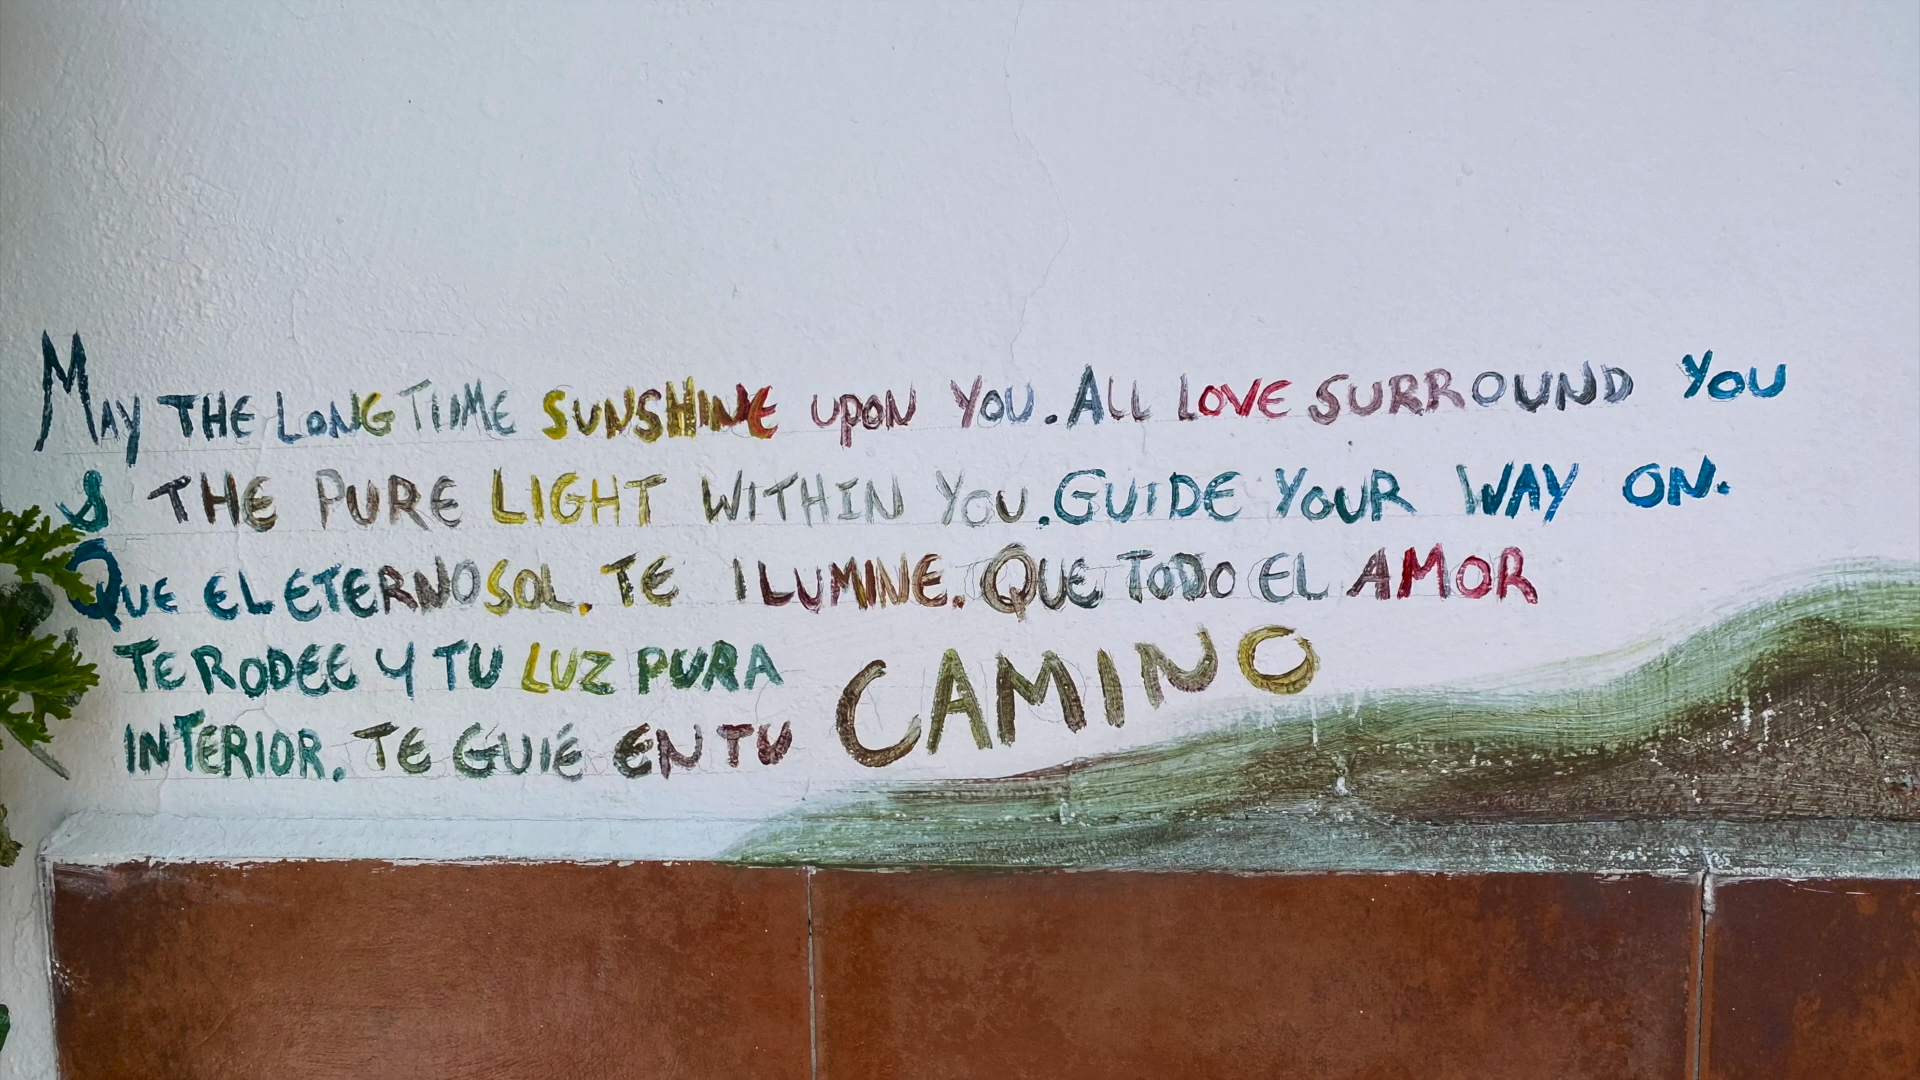 MAY THE LONG TIIME SUNSHINE UPON YOU. ALL LOVE SURROUND YOU
& THE PURE LIGHT WITHIN YOU. GUIDE YOUR WAY ON.
QUE EL ETERNO SOL. TE ILUMINE. QUE TODO EL AMOR
TE RODEE Y TU LUZ PURA
INTERIOR. TE GUIÉ EN TU CAMINO